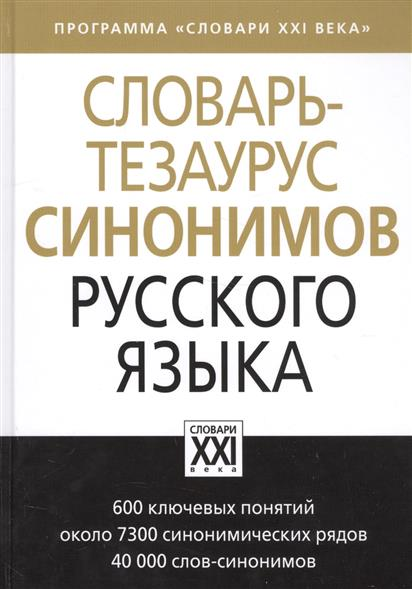 ПРОГРАММА «СЛОВАРИ XXI ВЕКА»
СЛОВАРЬ-
ТЕЗАУРУС
СИНОНИМОВ
РУССКОГО
ЯЗЫКА
СЛОВАРИ
XXI
века
600 ключевых понятий
около 7300 синонимических рядов
40 000 слов-синонимов